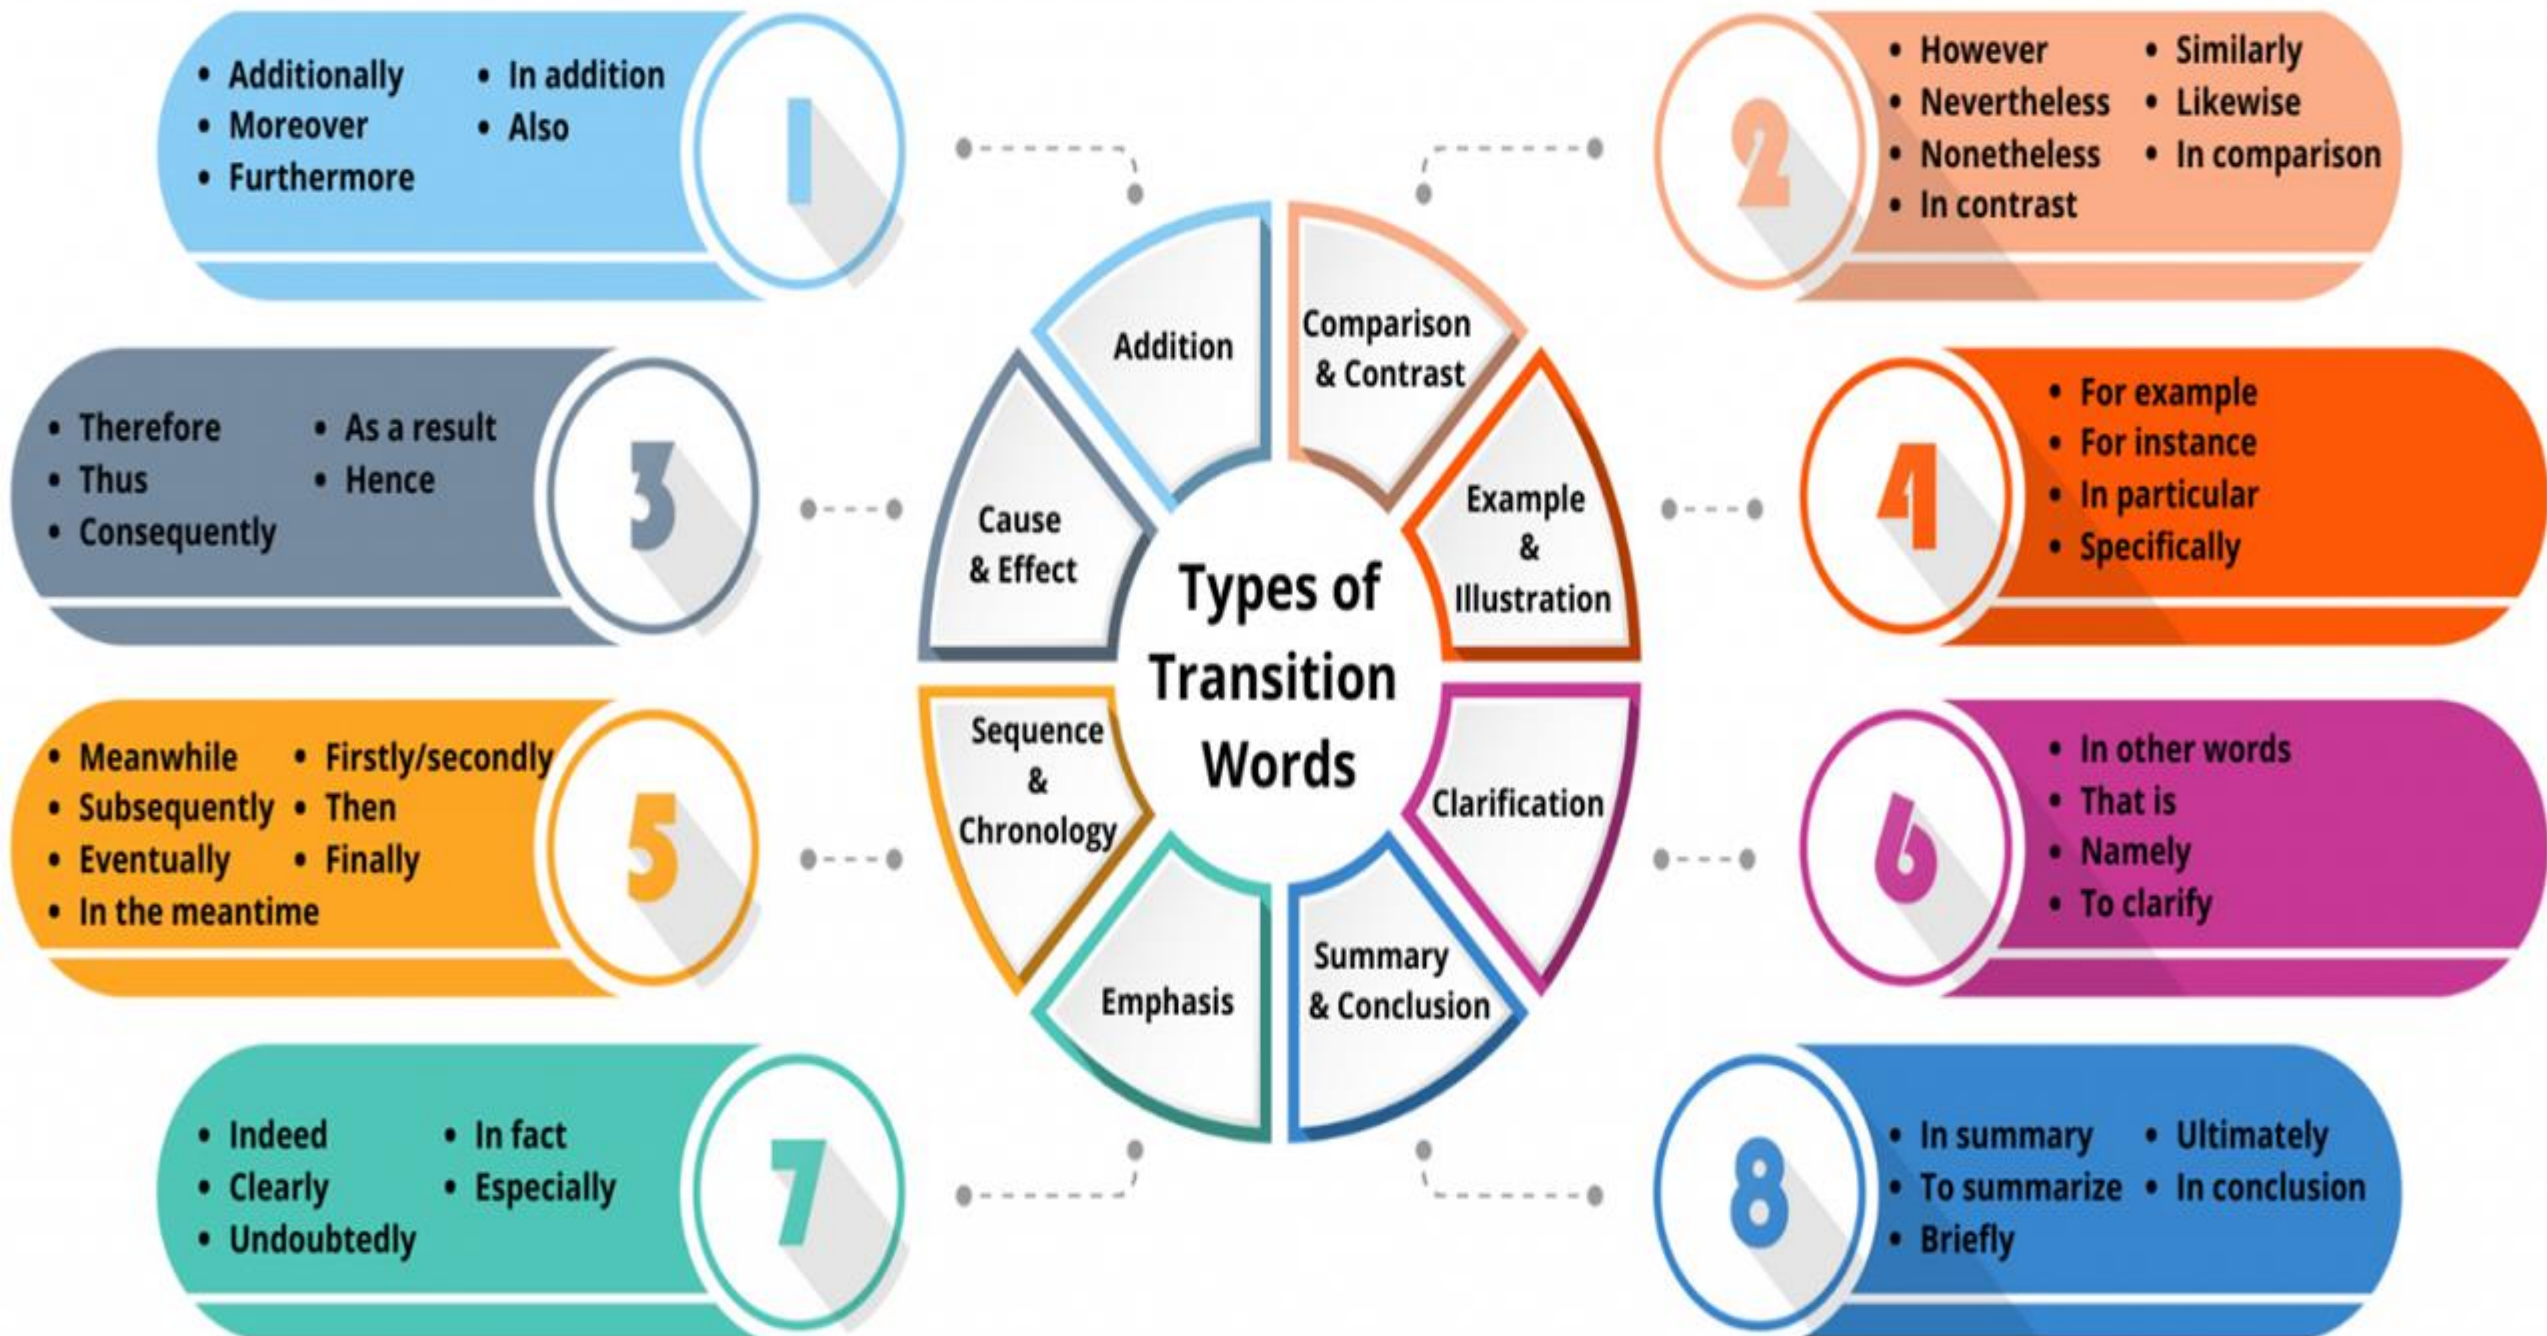 • Additionally
• Moreover
• Furthermore
• In addition
• Also
1
2
• However
• Nevertheless
• Nonetheless
• In contrast
• Similarly
• Likewise
• In comparison
• Therefore
• Thus
• Consequently
• As a result
• Hence
3
4
• For example
• For instance
• In particular
• Specifically
• Meanwhile
• Subsequently
• Eventually
• In the meantime
• Firstly/secondly
• Then
• Finally
5
6
• In other words
• That is
• Namely
• To clarify
• Indeed
• Clearly
• Undoubtedly
• In fact
• Especially
7
8
• In summary
• To summarize
• Briefly
• Ultimately
• In conclusion
Addition
Comparison
& Contrast
Cause
& Effect
Example
&
Illustration
Types of
Transition
Words
Sequence
&
Chronology
Clarification
Emphasis
Summary
& Conclusion